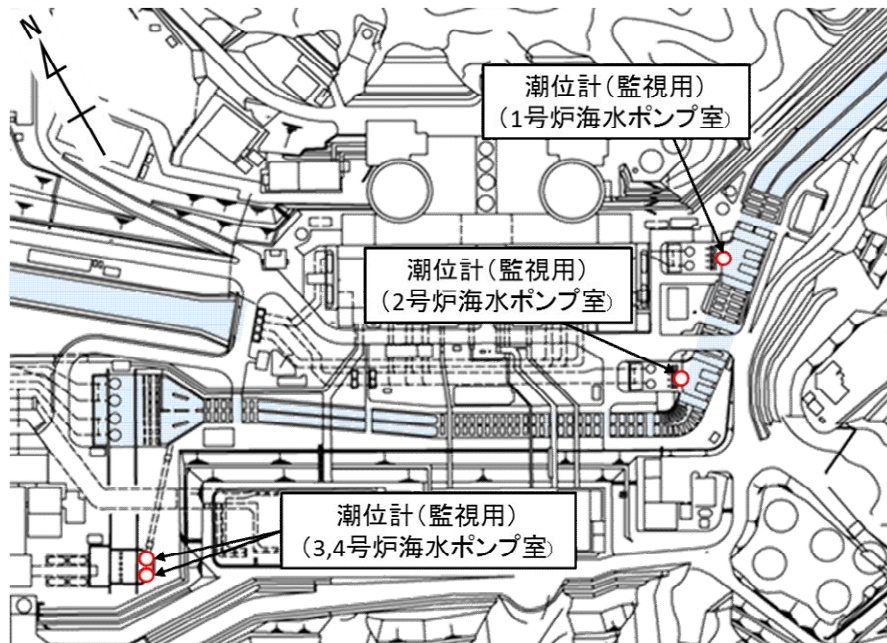 N
潮位計（監視用）
（1号炉海水ポンプ室）
潮位計（監視用）
（2号炉海水ポンプ室）
潮位計（監視用）
（3,4号炉海水ポンプ室）